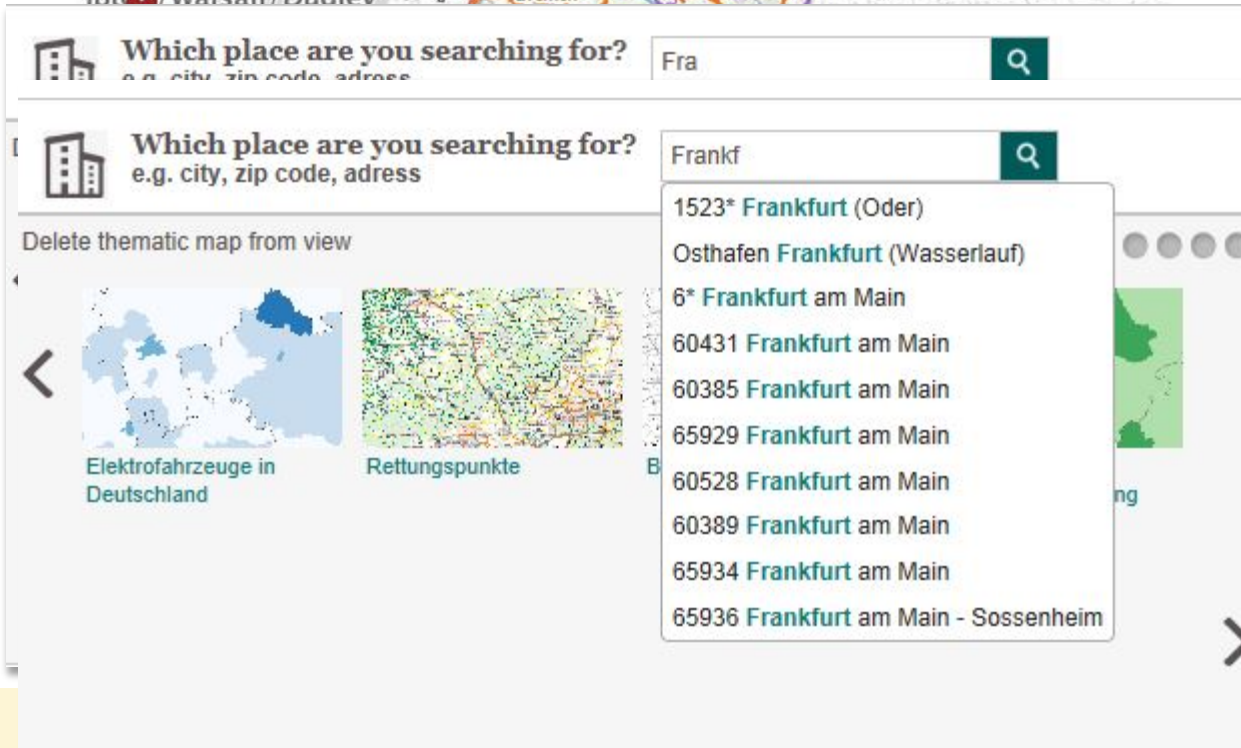 Which place are you searching for?
Fra
e.g. city, zip code, adress
Which place are you searching for?
Frankf
e.g. city, zip code, adress
1523* Frankfurt (Oder)
Delete thematic map from view
Osthafen Frankfurt (Wasserlauf)
6* Frankfurt am Main
60431 Frankfurt am Main
60385 Frankfurt am Main
65929 Frankfurt am Main
Elektrofahrzeuge in
Deutschland
Rettungspunkte
60528 Frankfurt am Main
60389 Frankfurt am Main
65934 Frankfurt am Main
65936 Frankfurt am Main - Sossenheim